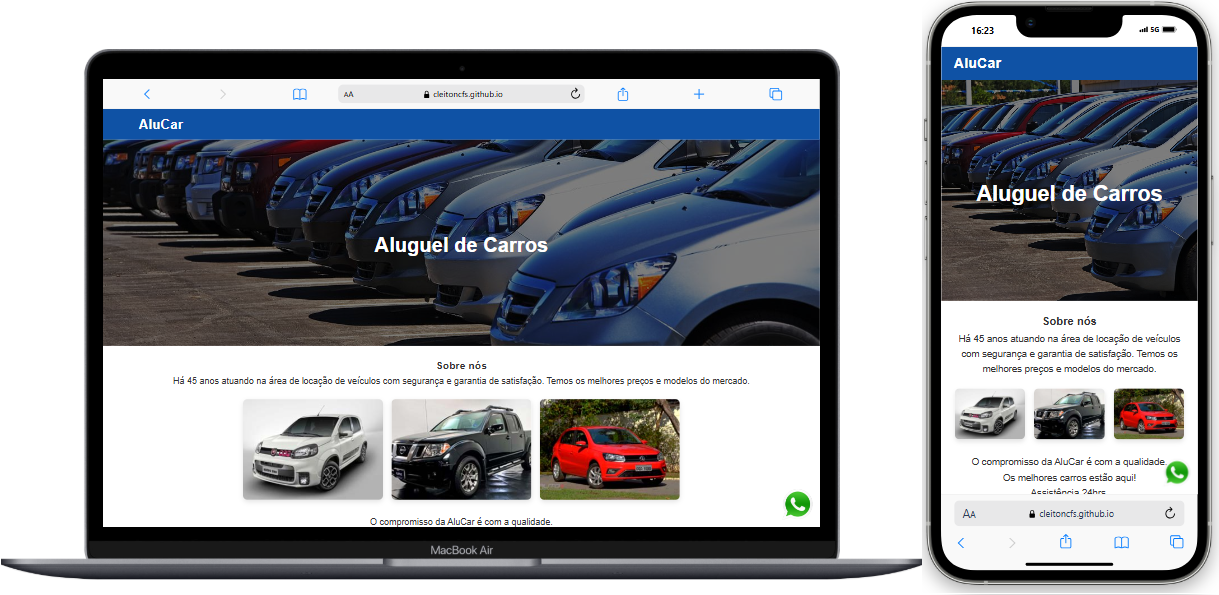 AA
cleitoncfs.github.io
AluCar
Aluguel de Carros
Sobre nós
Há 45 anos atuando na área de locação de veículos com segurança e garantia de satisfação. Temos os melhores preços e modelos do mercado.
O compromisso da AluCar é com a qualidade.
MacBook Air
16:23
5G
AluCar
Aluguel de Carros
Sobre nós
Há 45 anos atuando na área de locação de veículos
com segurança e garantia de satisfação. Temos os
melhores preços e modelos do mercado.
O compromisso da AluCar é com a qualidade
Os melhores carros estão aqui!
Assistência 24hrs
AA
cleitoncfs.github.io